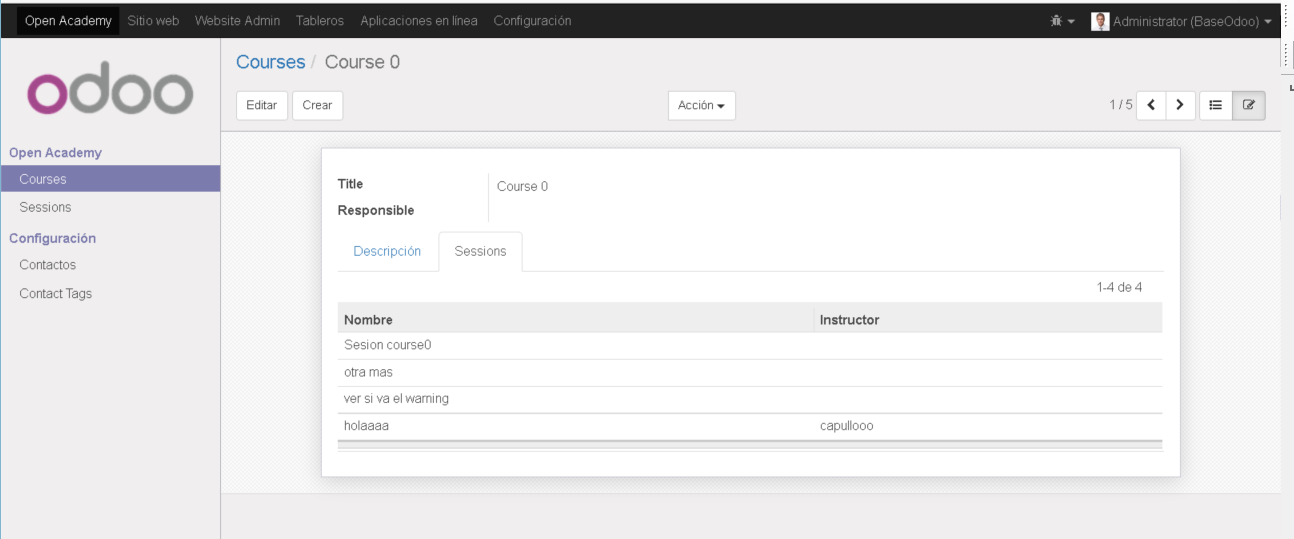 Open Academy Sitio web Website Admin Tableros Aplicaciones en línea Configuración Administrator (BaseOdoo)
odoo
Courses / Course 0
Editar Crear Acción 1 / 5
Open Academy
Courses
Sessions
Configuración
Contactos
Contact Tags
Title Course 0
Responsible
Descripción Sessions
1-4 de 4
Nombre Instructor
Sesion course0
otra mas
ver si va el warning
holaaaa capullooo